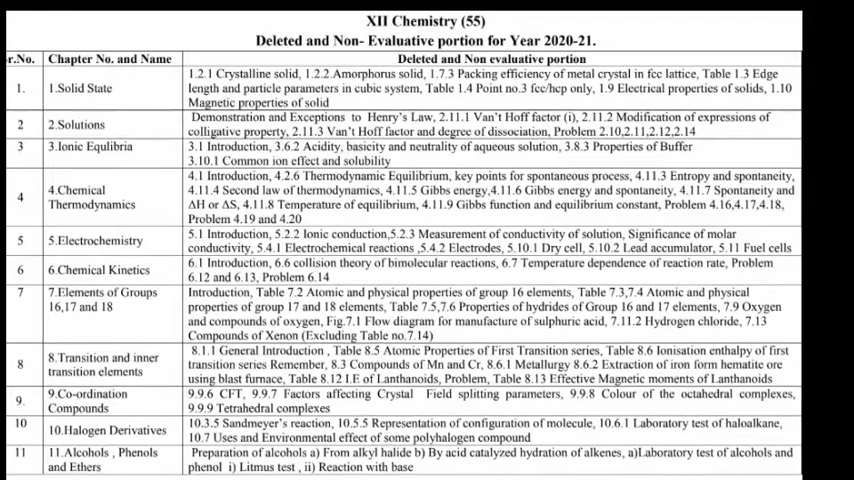 XII Chemistry (55)
Deleted and Non- Evaluative portion for Year 2020-21.
r.No. Chapter No. and Name Deleted and Non evaluative portion
1. 1.Solid State 1.2.1 Crystalline solid, 1.2.2.Amorphorus solid, 1.7.3 Packing efficiency of metal crystal in fcc lattice, Table 1.3 Edge
length and particle parameters in cubic system, Table 1.4 Point no.3 fcc/hcp only, 1.9 Electrical properties of solids, 1.10
Magnetic properties of solid
2 2.Solutions Demonstration and Exceptions to Henry's Law, 2.11.1 Van't Hoff factor (i), 2.11.2 Modification of expressions of
colligative property, 2.11.3 Van't Hoff factor and degree of dissociation, Problem 2.10,2.11,2.12,2.14
3 3.Ionic Equlibria 3.1 Introduction, 3.6.2 Acidity, basicity and neutrality of aqueous solution, 3.8.3 Properties of Buffer
3.10.1 Common ion effect and solubility
4 4.Chemical Thermodynamics 4.1 Introduction, 4.2.6 Thermodynamic Equilibrium, key points for spontaneous process, 4.11.3 Entropy and spontaneity,
4.11.4 Second law of thermodynamics, 4.11.5 Gibbs energy,4.11.6 Gibbs energy and spontaneity, 4.11.7 Spontaneity and
ΔH or ΔS, 4.11.8 Temperature of equilibrium, 4.11.9 Gibbs function and equilibrium constant, Problem 4.16,4.17,4.18,
Problem 4.19 and 4.20
5 5.Electrochemistry 5.1 Introduction, 5.2.2 Ionic conduction,5.2.3 Measurement of conductivity of solution, Significance of molar
conductivity, 5.4.1 Electrochemical reactions ,5.4.2 Electrodes, 5.10.1 Dry cell, 5.10.2 Lead accumulator, 5.11 Fuel cells
6 6.Chemical Kinetics 6.1 Introduction, 6.6 collision theory of bimolecular reactions, 6.7 Temperature dependence of reaction rate, Problem
6.12 and 6.13, Problem 6.14
7 7.Elements of Groups 16,17 and 18 Introduction, Table 7.2 Atomic and physical properties of group 16 elements, Table 7.3,7.4 Atomic and physical
properties of group 17 and 18 elements, Table 7.5,7.6 Properties of hydrides of Group 16 and 17 elements, 7.9 Oxygen
and compounds of oxygen, Fig.7.1 Flow diagram for manufacture of sulphuric acid, 7.11.2 Hydrogen chloride, 7.13
Compounds of Xenon (Excluding Table no.7.14)
8 8.Transition and inner transition elements 8.1.1 General Introduction , Table 8.5 Atomic Properties of First Transition series, Table 8.6 Ionisation enthalpy of first
transition series Remember, 8.3 Compounds of Mn and Cr, 8.6.1 Metallurgy 8.6.2 Extraction of iron form hematite ore
using blast furnace, Table 8.12 I.E of Lanthanoids, Problem, Table 8.13 Effective Magnetic moments of Lanthanoids
9. 9.Co-ordination Compounds 9.9.6 CFT, 9.9.7 Factors affecting Crystal Field spilting parameters, 9.9.8 Colour of the octahedral complexes,
9.9.9 Tetrahedral complexes
10 10.Halogen Derivatives 10.3.5 Sandmeyer's reaction, 10.5.5 Representation of configuration of molecule, 10.6.1 Laboratory test of haloalkane,
10.7 Uses and Environmental effect of some polyhalogen compound
11 11.Alcohols , Phenols and Ethers Preparation of alcohols a) From alkyl halide b) By acid catalyzed hydration of alkenes, a)Laboratory test of alcohols and
phenol i) Litmus test , ii) Reaction with base